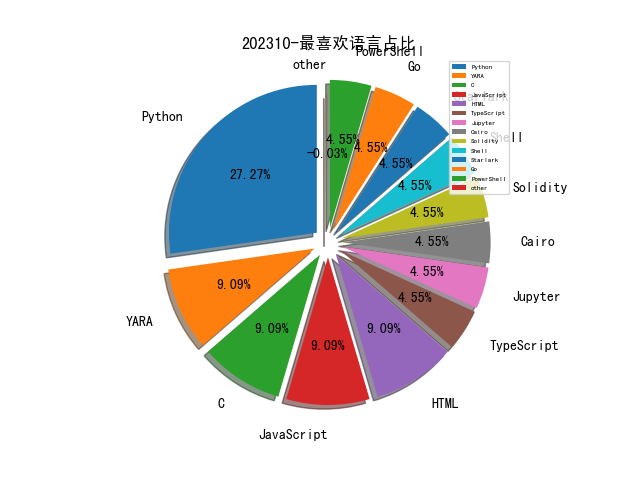 202310-最喜欢语言占比
PowerShell
other
Go
Python
YARA
C
JavaScript
HTML
TypeScript
Jupyter
Cairo
Solidity
Shell
Starlark
27.27%
9.09%
9.09%
9.09%
9.09%
4.55%
4.55%
4.55%
4.55%
4.55%
4.55%
4.55%
4.55%
-0.03%
Python
YARA
C
JavaScript
HTML
TypeScript
Jupyter
Cairo
Solidity
Shell
Starlark
Go
PowerShell
other